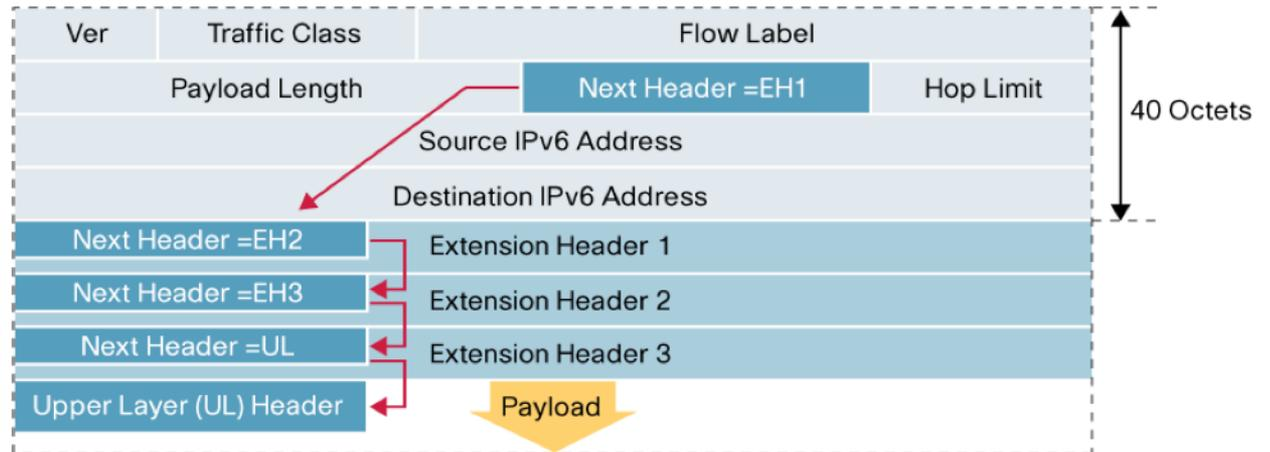 Ver Traffic Class Flow Label
Payload Length Next Header =EH1 Hop Limit
40 Octets
Source IPv6 Address
Destination IPv6 Address
Next Header =EH2 Extension Header 1
Next Header =EH3 Extension Header 2
Next Header =UL Extension Header 3
Upper Layer (UL) Header Payload